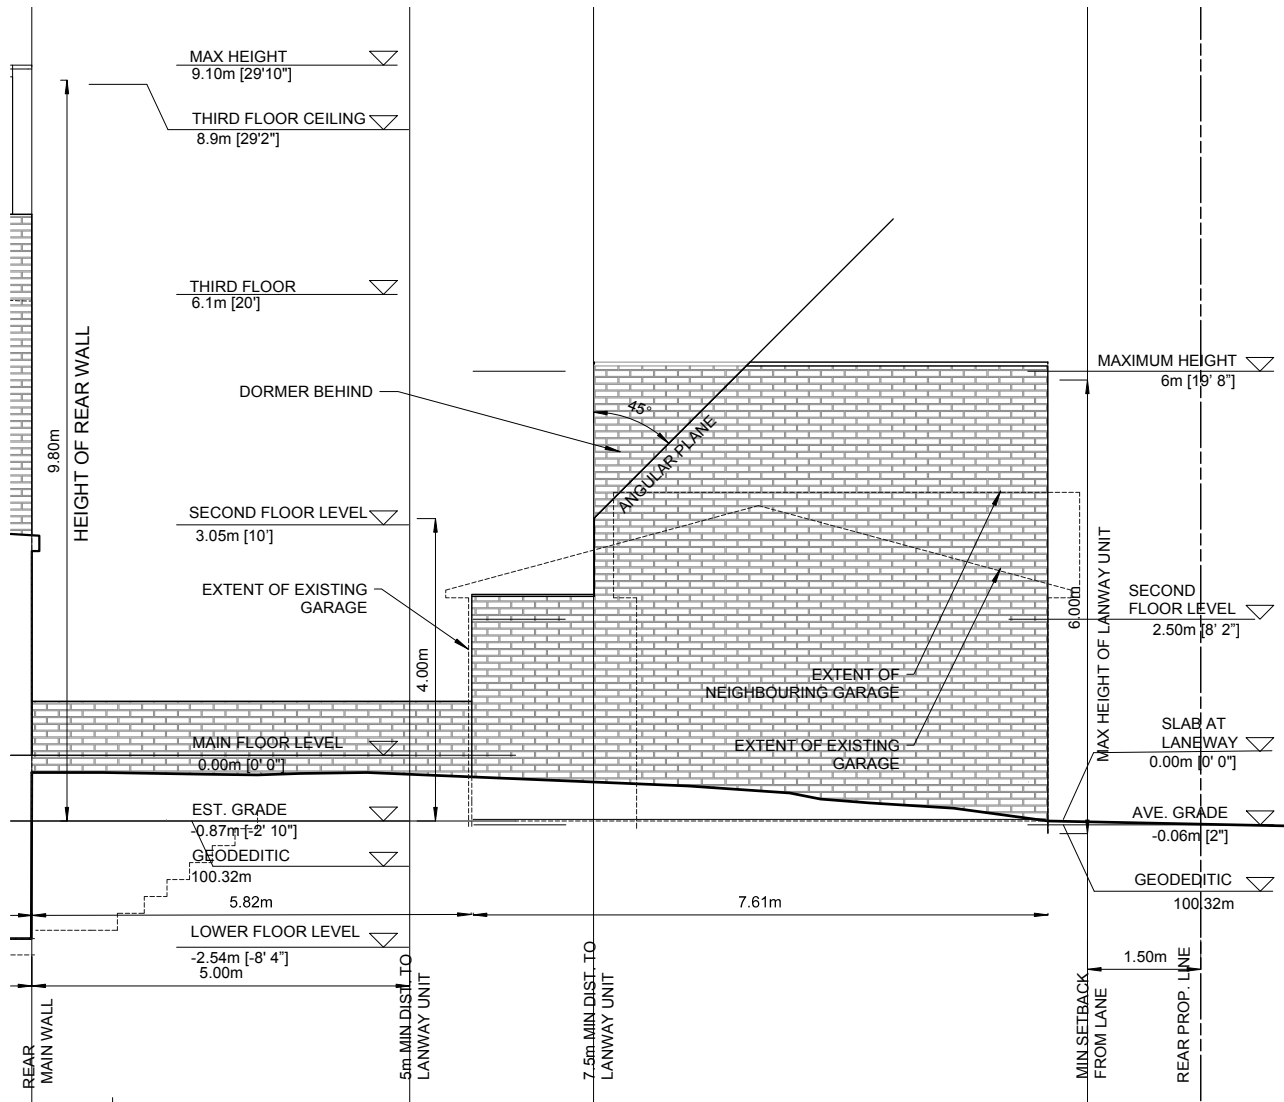 MAX HEIGHT
9.10m [29'10"]
THIRD FLOOR CEILING
8.9m [29'2"]
THIRD FLOOR
6.1m [20']
DORMER BEHIND
45°
ANGULAR PLANE
MAXIMUM HEIGHT
6m [19' 8"]
9.80m
HEIGHT OF REAR WALL
SECOND FLOOR LEVEL
3.05m [10']
EXTENT OF EXISTING
GARAGE
4.00m
6.00m
MAX HEIGHT OF LANWAY UNIT
SECOND
FLOOR LEVEL
2.50m [8' 2"]
EXTENT OF
NEIGHBOURING GARAGE
EXTENT OF EXISTING
GARAGE
SLAB AT
LANEWAY
0.00m [0' 0"]
MAIN FLOOR LEVEL
0.00m [0' 0"]
EST. GRADE
-0.87m [-2' 10"]
GEODEDITIC
100.32m
AVE. GRADE
-0.06m [2"]
GEODEDITIC
100.32m
5.82m
7.61m
LOWER FLOOR LEVEL
-2.54m [-8' 4"]
5.00m
1.50m
REAR
MAIN WALL
5m MIN DIST. TO
LANWAY UNIT
7.5m MIN DIST. TO
LANWAY UNIT
MIN SETBACK
FROM LANE
REAR PROP. LINE